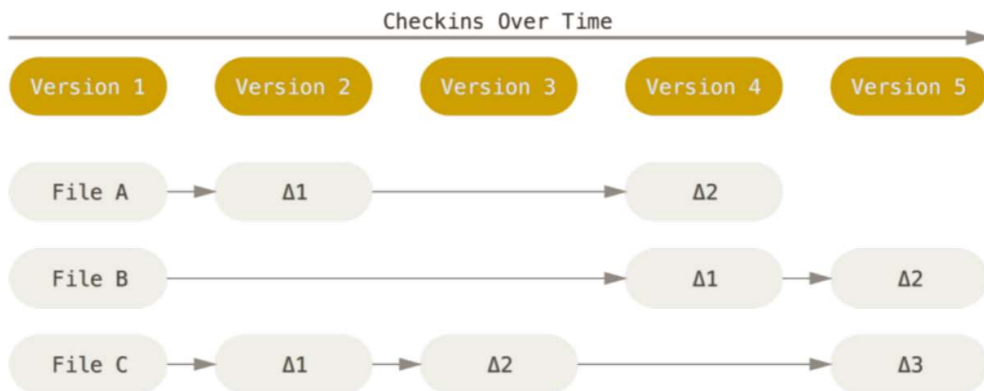 Checkins Over Time
Version 1 Version 2 Version 3 Version 4 Version 5
File A Δ1 Δ2
File B Δ1 Δ2
File C Δ1 Δ2 Δ3